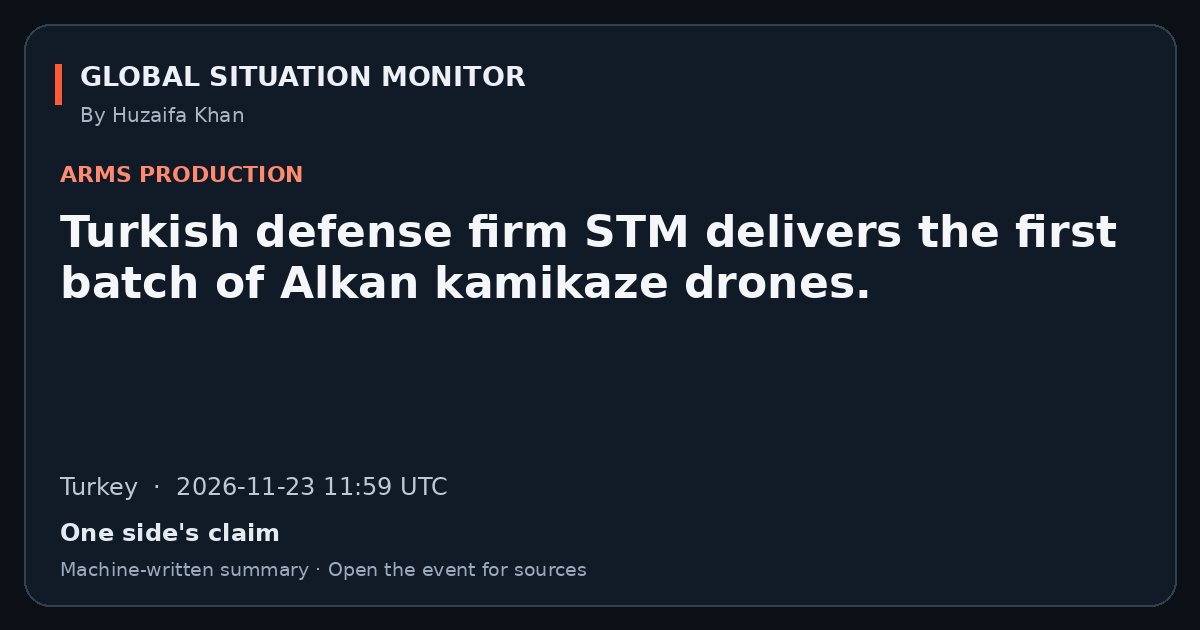 GLOBAL SITUATION MONITOR
By Huzaifa Khan
ARMS PRODUCTION
Turkish defense firm STM delivers the first
batch of Alkan kamikaze drones.
Turkey · 2026-11-23 11:59 UTC
One side's claim
Machine-written summary · Open the event for sources